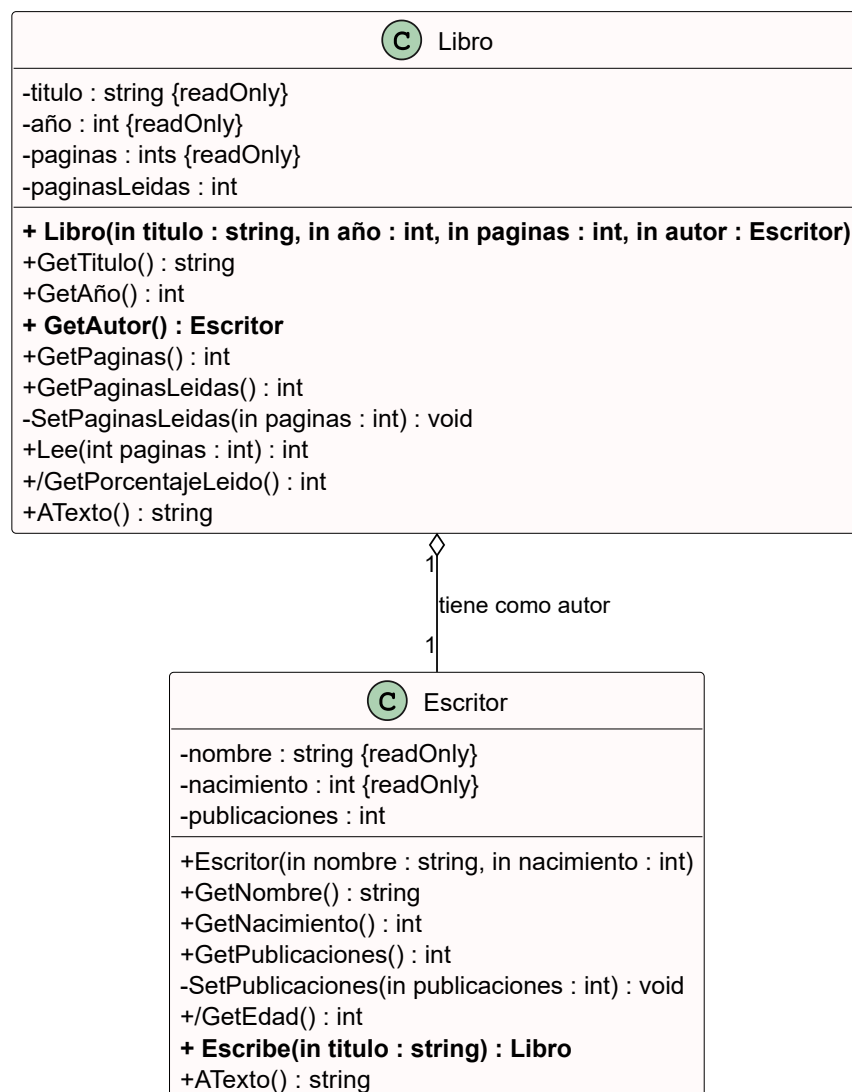 C Libro
-titulo : string {readOnly}
-año : int {readOnly}
-paginas : ints {readOnly}
-paginasLeidas : int
+ Libro(in titulo : string, in año : int, in paginas : int, in autor : Escritor)
+GetTitulo() : string
+GetAño() : int
+ GetAutor() : Escritor
+GetPaginas() : int
+GetPaginasLeidas() : int
-SetPaginasLeidas(in paginas : int) : void
+Lee(int paginas : int) : int
+/GetPorcentajeLeido() : int
+ATexto() : string
1
tiene como autor
1
C Escritor
-nombre : string {readOnly}
-nacimiento : int {readOnly}
-publicaciones : int
+Escritor(in nombre : string, in nacimiento : int)
+GetNombre() : string
+GetNacimiento() : int
+GetPublicaciones() : int
-SetPublicaciones(in publicaciones : int) : void
+/GetEdad() : int
+ Escribe(in titulo : string) : Libro
+ATexto() : string